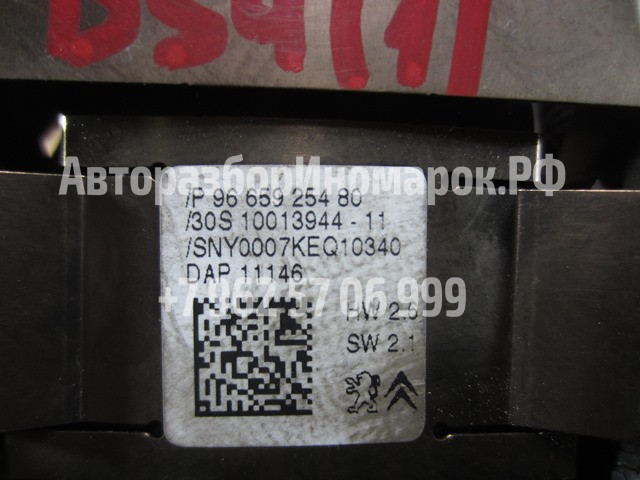 DS4 (1)
АвторазборИномарок.РФ
/P 96 659 254 80
/30S 10013944 - 11
/SNY0007KEQ10340
DAP 11146
+7 962 57 06 999
HW 2.6
SW 2.1